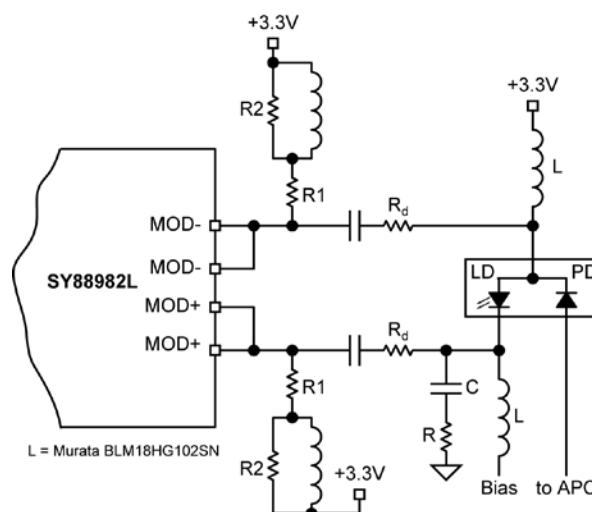 +3.3V
+3.3V
R2
L
R1
MOD-
Rd
LD
PD
MOD-
SY88982L
MOD+
MOD+
Rd
R1
C
L
R
L = Murata BLM18HG102SN
R2
+3.3V
Bias
to APC